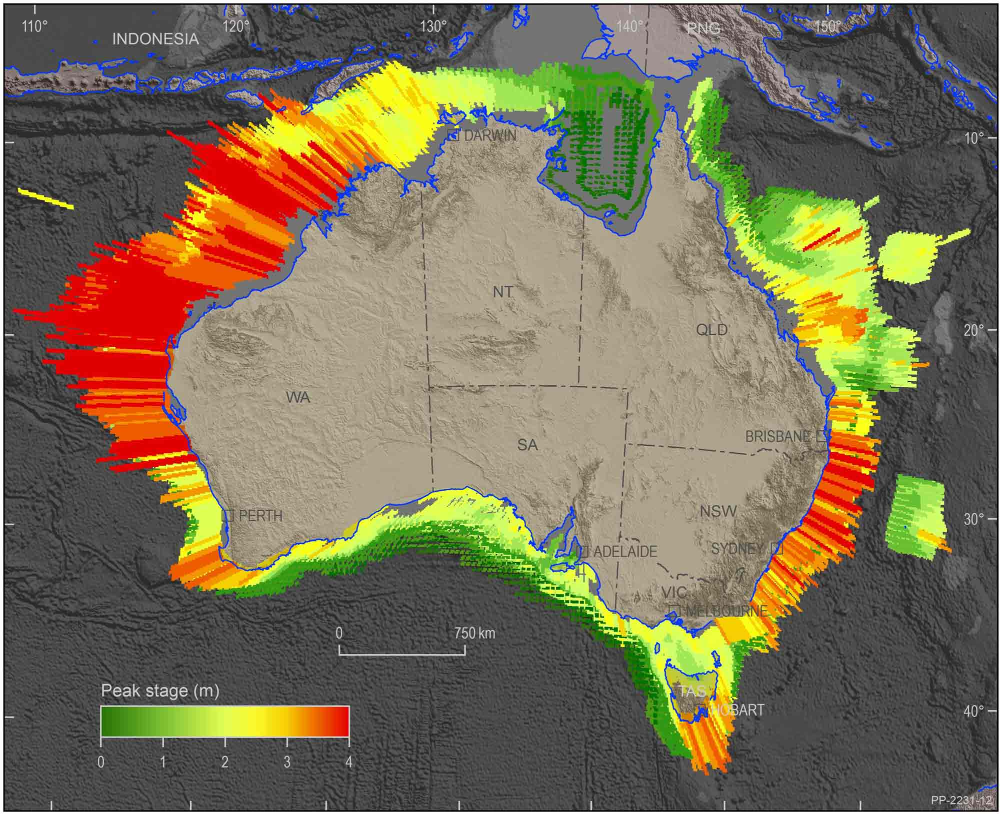 110°
120°
130°
140°
150°
INDONESIA
PNG
DARWIN
10°
NT
QLD
20°
WA
SA
BRISBANE
NSW
PERTH
30°
SYDNEY
ADELAIDE
VIC
MELBOURNE
0 750 km
Peak stage (m)
TAS
HOBART
40°
0 1 2 3 4
PP-2231-12